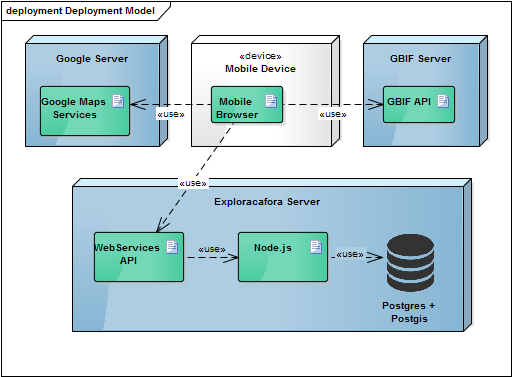 deployment Deployment Model
Google Server
«device»
Mobile Device
GBIF Server
Google Maps
Services
Mobile
Browser
GBIF API
«use»
«use»
«use»
Exploracafora Server
WebServices
API
«use»
Node.js
«use»
Postgres +
Postgis